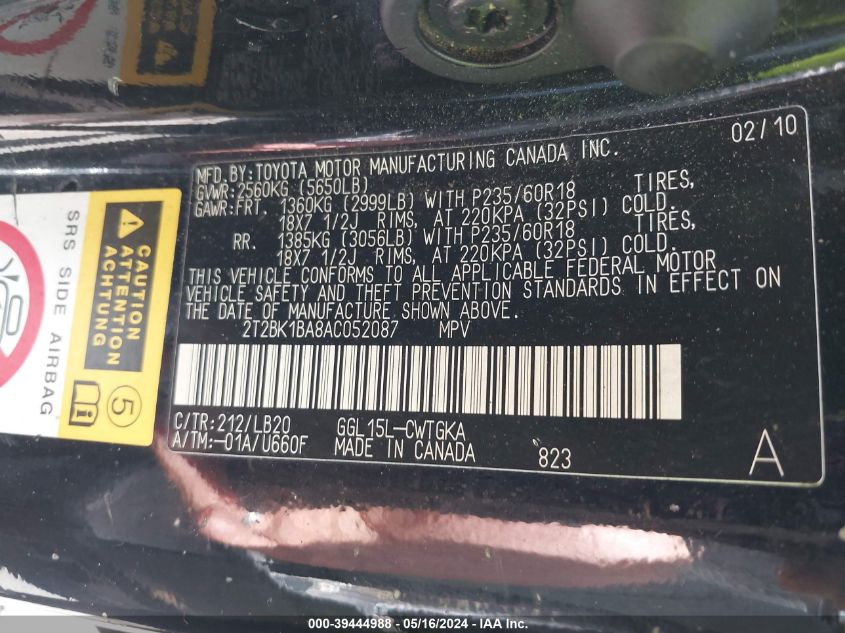 02/10
MFD.BY:TOYOTA MOTOR MANUFACTURING CANADA INC.
GVWR:2560KG (5650LB)
GAWR:FRT. 1360KG (2999LB) WITH P235/60R18 TIRES,
18X7 1/2J RIMS, AT 220KPA (32PSI) COLD.
RR. 1385KG (3056LB) WITH P235/60R18 TIRES,
18X7 1/2J RIMS, AT 220KPA (32PSI) COLD.
THIS VEHICLE CONFORMS TO ALL APPLICABLE FEDERAL MOTOR
VEHICLE SAFETY AND THEFT PREVENTION STANDARDS IN EFFECT ON
THE DATE OF MANUFACTURE SHOWN ABOVE.
2T2BK1BA8AC052087 MPV
C/TR:212/LB20 GGL15L-CWTGKA
A/TM:-01A/U660F MADE IN CANADA 823 A
SRS SIDE AIRBAG
CAUTION
ATTENTION
ACHTUNG
5
000-39444988 - 05/16/2024 - IAAI.COM